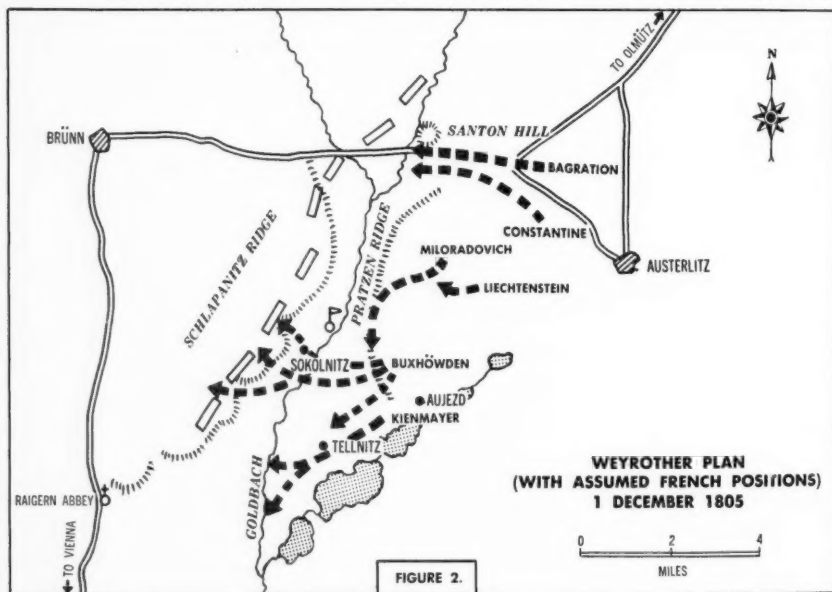 TO OLMÜTZ
N
BRÜNN
SANTON HILL
BAGRATION
CONSTANTINE
SCHLAPANITZ RIDGE
PRATZEN RIDGE
MILORADOVICH
AUSTERLITZ
LIECHTENSTEIN
SOKOLNITZ
BUXHÖWDEN
AUJEZD
KIENMAYER
TELLNITZ
GOLDBACH
RAIGERN ABBEY
TO VIENNA
WEYROTHER PLAN
(WITH ASSUMED FRENCH POSITIONS)
1 DECEMBER 1805
0 2 4
MILES
FIGURE 2.